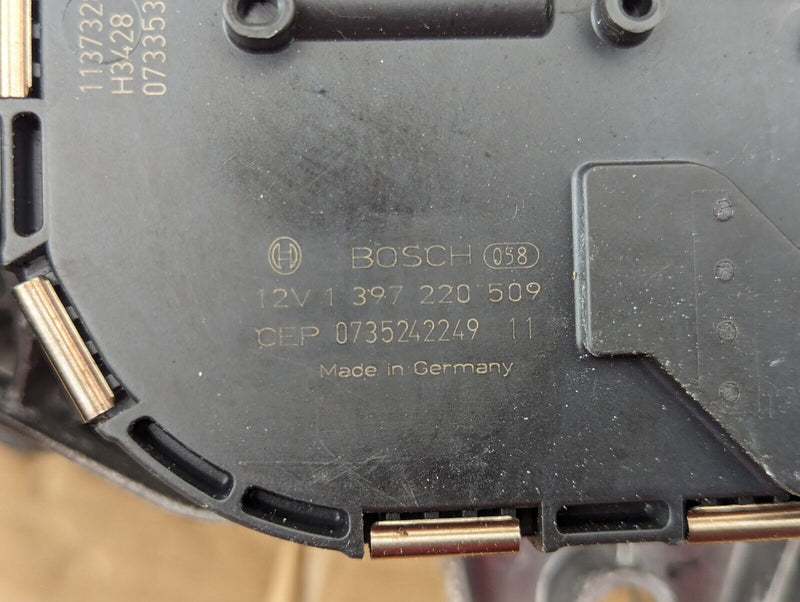 113732
H3428
073353
BOSCH 058
12V 1 397 220 509
CEP 0735242249 11
Made in Germany